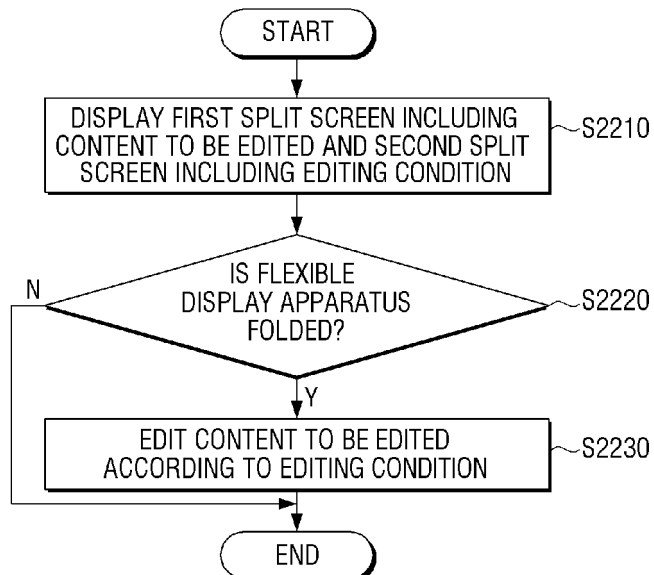 START
DISPLAY FIRST SPLIT SCREEN INCLUDING
CONTENT TO BE EDITED AND SECOND SPLIT
SCREEN INCLUDING EDITING CONDITION
S2210
IS FLEXIBLE
DISPLAY APPARATUS
FOLDED?
N
S2220
Y
EDIT CONTENT TO BE EDITED
ACCORDING TO EDITING CONDITION
S2230
END